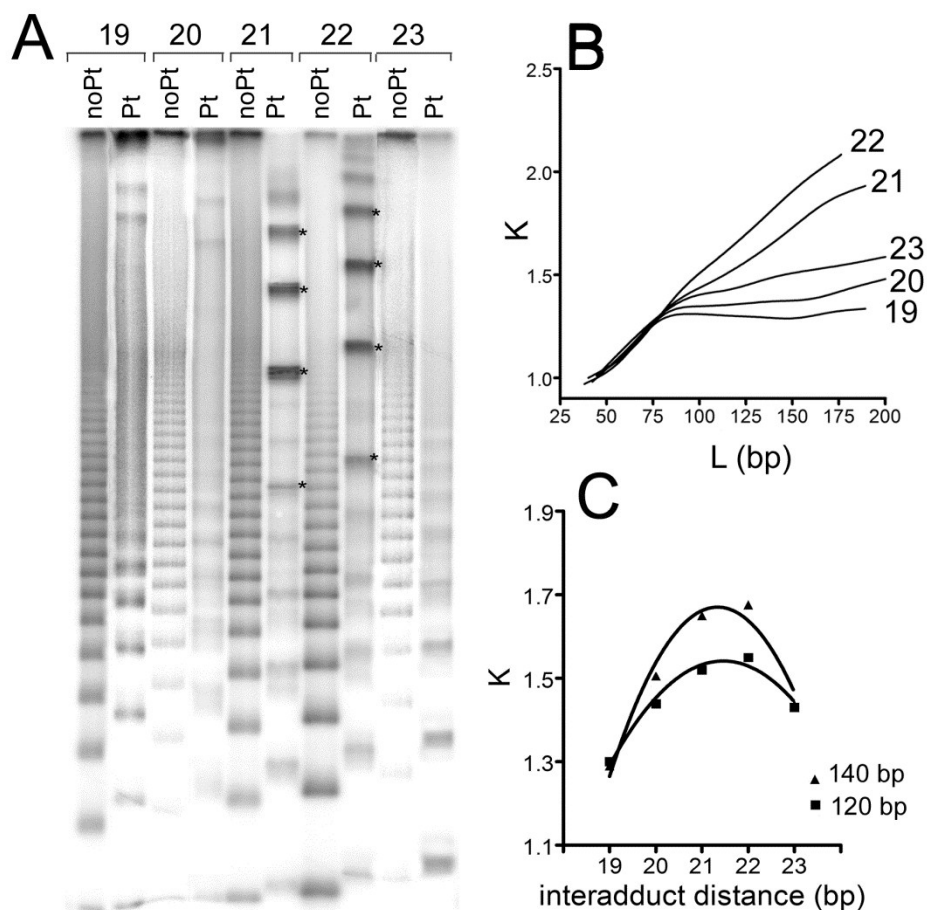 A
19 20 21 22 23
noPt Pt noPt Pt noPt Pt noPt Pt noPt Pt
*
*
*
*
*
*
*
*
B
2.5
2.0
1.5
1.0
K
22
21
23
20
19
25 50 75 100 125 150 175 200
L (bp)
C
1.9
1.7
1.5
1.3
1.1
K
▲ 140 bp
■ 120 bp
19 20 21 22 23
interadduct distance (bp)